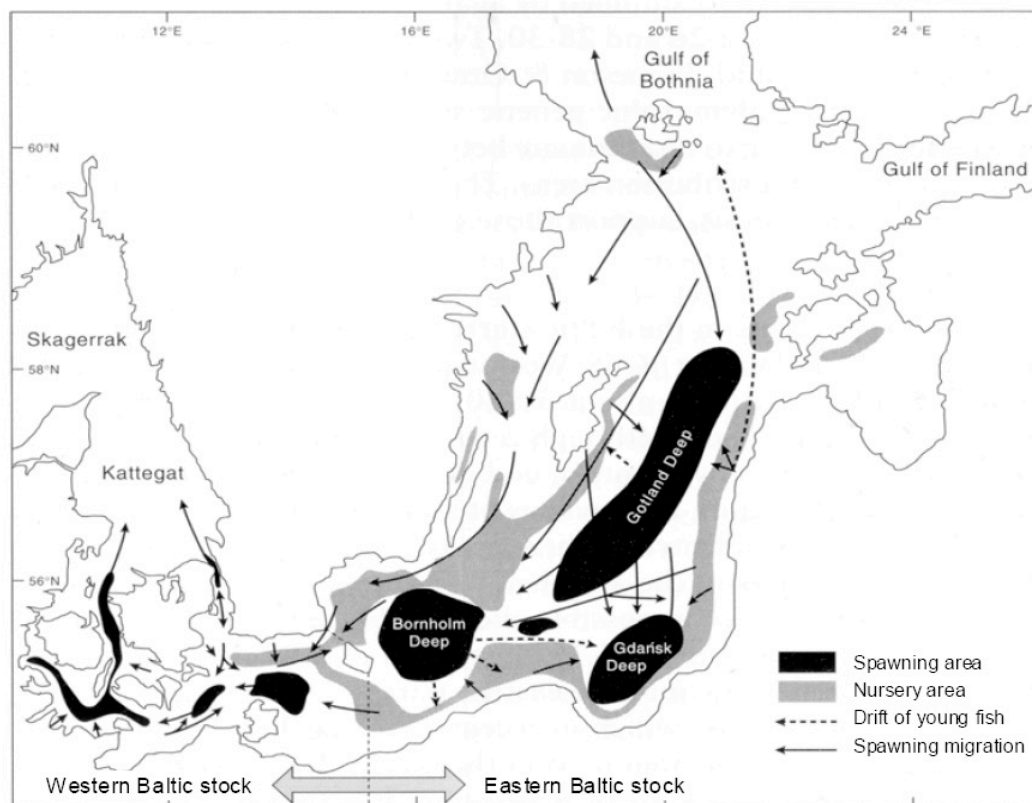 12°E
16°E
20°E
24 °E
Gulf of
Bothnia
60°N
Gulf of Finland
Skagerrak
58°N
Gotland Deep
Kattegat
56°N
Bornholm
Deep
Gdańsk
Deep
Spawning area
Nursery area
Drift of young fish
Spawning migration
Western Baltic stock
Eastern Baltic stock